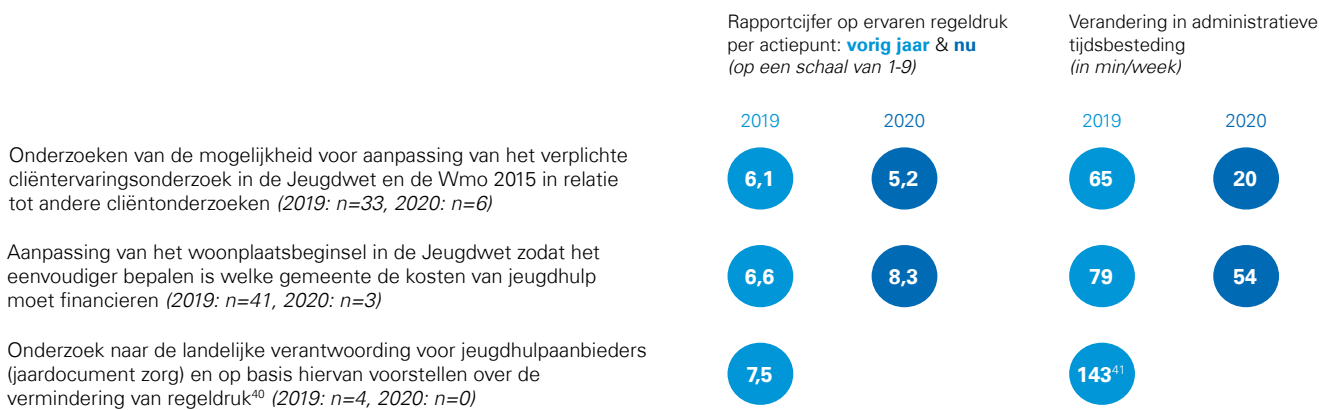 Rapportcijfer op ervaren regeldruk
per actiepunt: vorig jaar & nu
(op een schaal van 1-9)
Verandering in administratieve
tijdsbesteding
(in min/week)
2019 2020 2019 2020
Onderzoeken van de mogelijkheid voor aanpassing van het verplichte
cliëntervaringsonderzoek in de Jeugdwet en de Wmo 2015 in relatie
tot andere cliëntonderzoeken (2019: n=33, 2020: n=6)
6,1 5,2 65 20
Aanpassing van het woonplaatsbeginsel in de Jeugdwet zodat het
eenvoudiger bepalen is welke gemeente de kosten van jeugdhulp
moet financieren (2019: n=41, 2020: n=3)
6,6 8,3 79 54
Onderzoek naar de landelijke verantwoording voor jeugdhulpaanbieders
(jaardocument zorg) en op basis hiervan voorstellen over de
vermindering van regeldruk⁴⁰ (2019: n=4, 2020: n=0)
7,5 143⁴¹